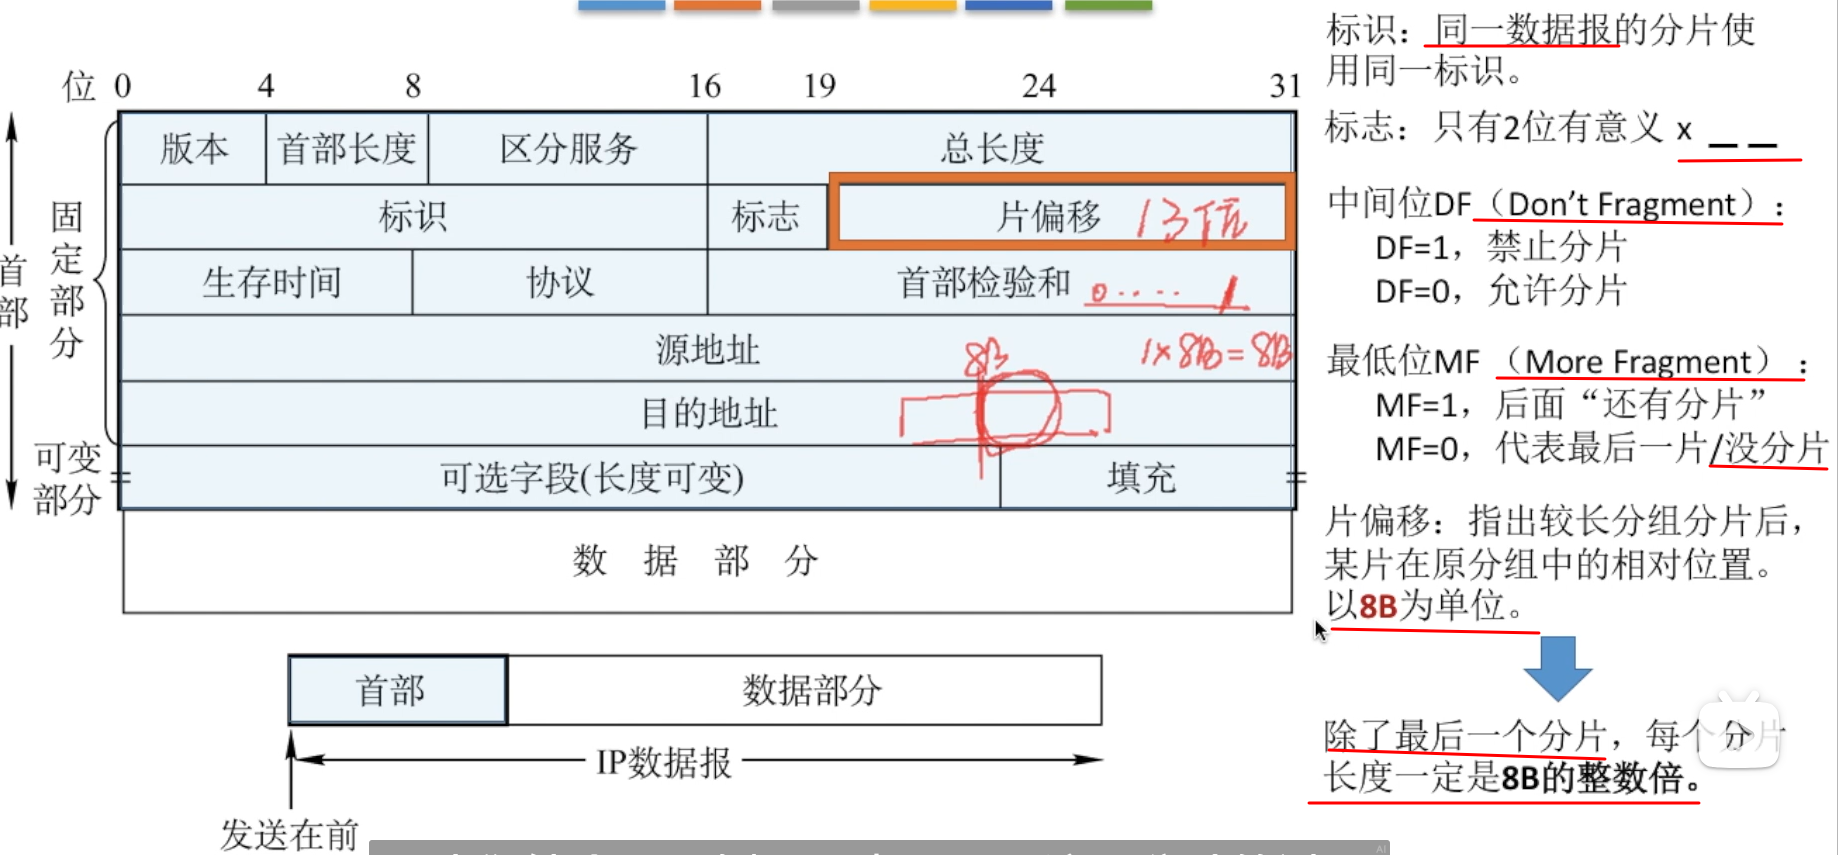 位 0 4 8 16 19 24 31
版本 首部长度 区分服务 总长度
标识 标志 片偏移 13位
生存时间 协议 首部检验和 0.....1
源地址 8B 1×8B=8B
目的地址
可选字段(长度可变) 填充
数据部分
首部
固定部分
可变部分
首部 数据部分
IP数据报
发送在前
标识：同一数据报的分片使
用同一标识。
标志：只有2位有意义 x _ _
中间位DF（Don't Fragment）：
DF=1，禁止分片
DF=0，允许分片
最低位MF （More Fragment）：
MF=1，后面“还有分片”
MF=0，代表最后一片/没分片
片偏移：指出较长分组分片后，
某片在原分组中的相对位置。
以8B为单位。
除了最后一个分片，每个分片
长度一定是8B的整数倍。
AI